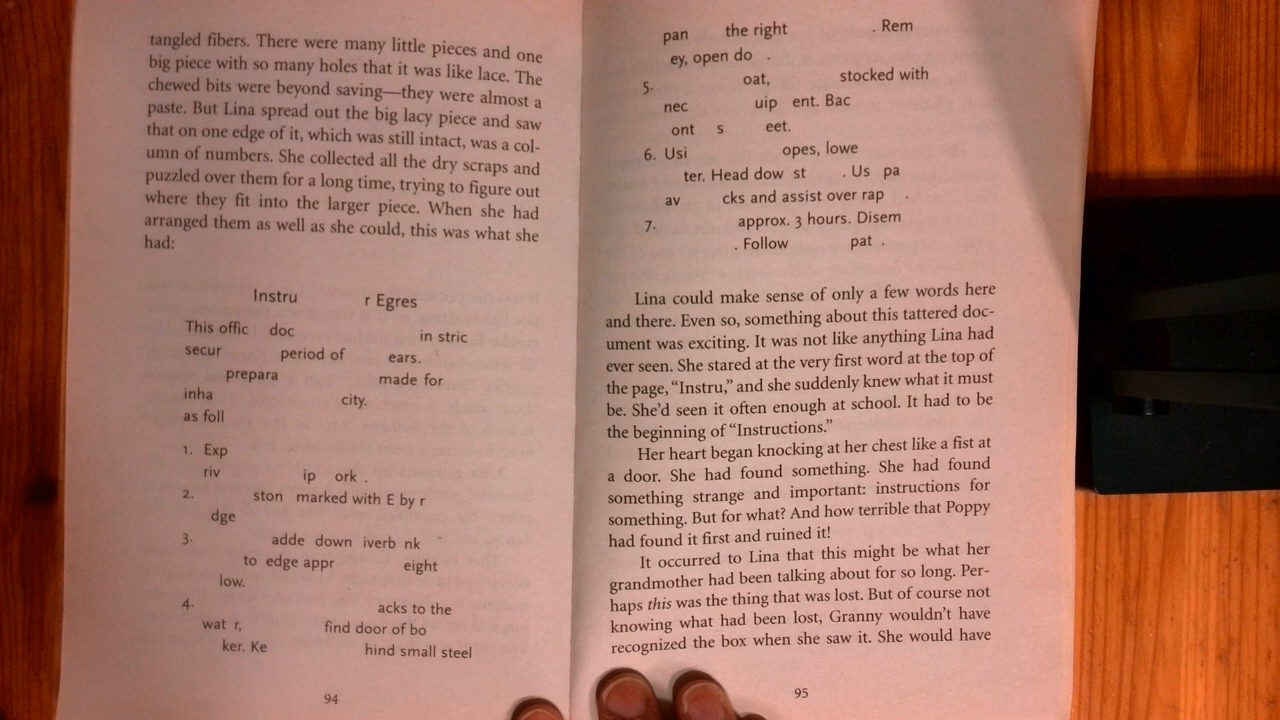 tangled fibers. There were many little pieces and one
big piece with so many holes that it was like lace. The
chewed bits were beyond saving—they were almost a
paste. But Lina spread out the big lacy piece and saw
that on one edge of it, which was still intact, was a col-
umn of numbers. She collected all the dry scraps and
puzzled over them for a long time, trying to figure out
where they fit into the larger piece. When she had
arranged them as well as she could, this was what she
had:
Instru r Egres
This offic doc in stric
secur period of ears.
prepara made for
inha city.
as foll
1. Exp
riv ip ork .
2. ston marked with E by r
dge
3. adde down iverb nk
to edge appr eight
low.
4. acks to the
wat r, find door of bo
ker. Ke hind small steel
94
pan the right . Rem
ey, open do .
5. oat, stocked with
nec uip ent. Bac
ont s eet.
6. Usi opes, lowe
ter. Head dow st . Us pa
av cks and assist over rap .
7. approx. 3 hours. Disem
. Follow pat .
Lina could make sense of only a few words here
and there. Even so, something about this tattered doc-
ument was exciting. It was not like anything Lina had
ever seen. She stared at the very first word at the top of
the page, “Instru,” and she suddenly knew what it must
be. She’d seen it often enough at school. It had to be
the beginning of “Instructions.”
Her heart began knocking at her chest like a fist at
a door. She had found something. She had found
something strange and important: instructions for
something. But for what? And how terrible that Poppy
had found it first and ruined it!
It occurred to Lina that this might be what her
grandmother had been talking about for so long. Per-
haps this was the thing that was lost. But of course not
knowing what had been lost, Granny wouldn’t have
recognized the box when she saw it. She would have
95